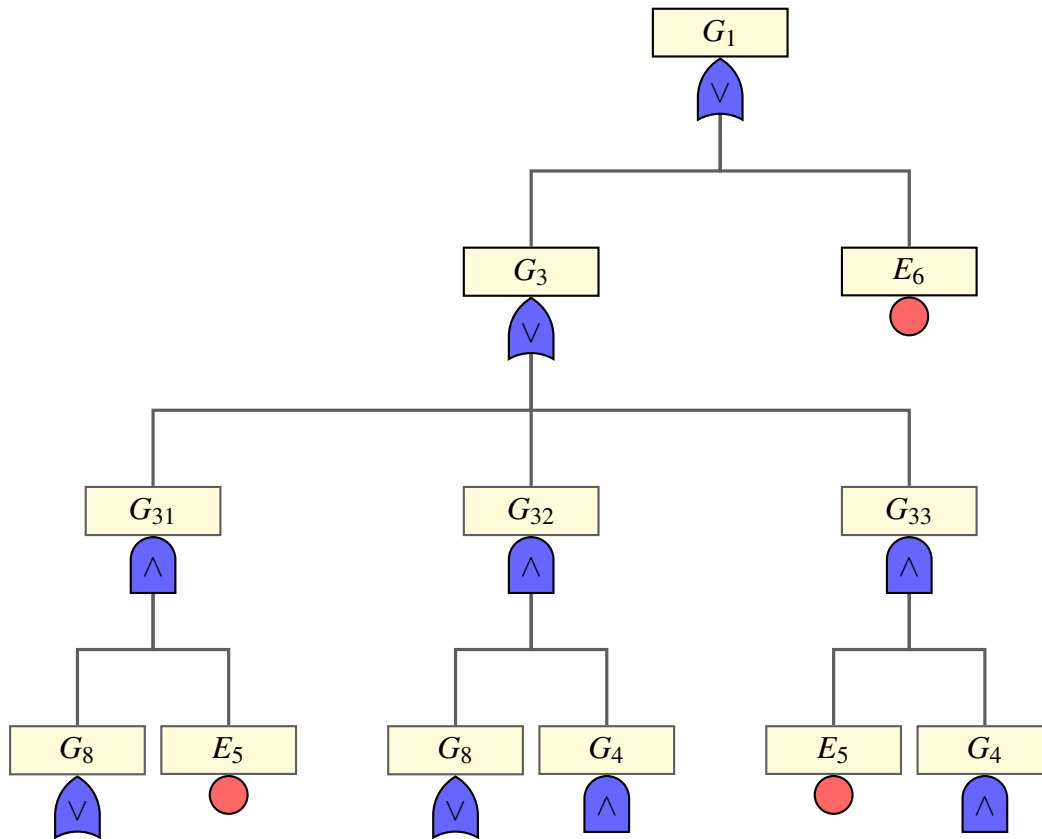 G₁
∨
G₃ E₆
∨
G₃₁ G₃₂ G₃₃
∧ ∧ ∧
G₈ E₅ G₈ G₄ E₅ G₄
∨ ∨ ∧ ∧